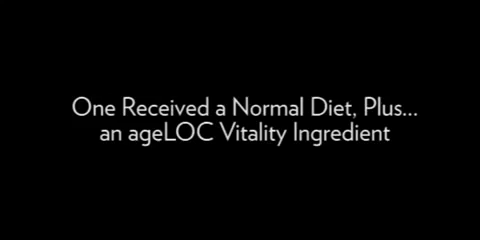 One Received a Normal Diet, Plus...
an ageLOC Vitality Ingredient